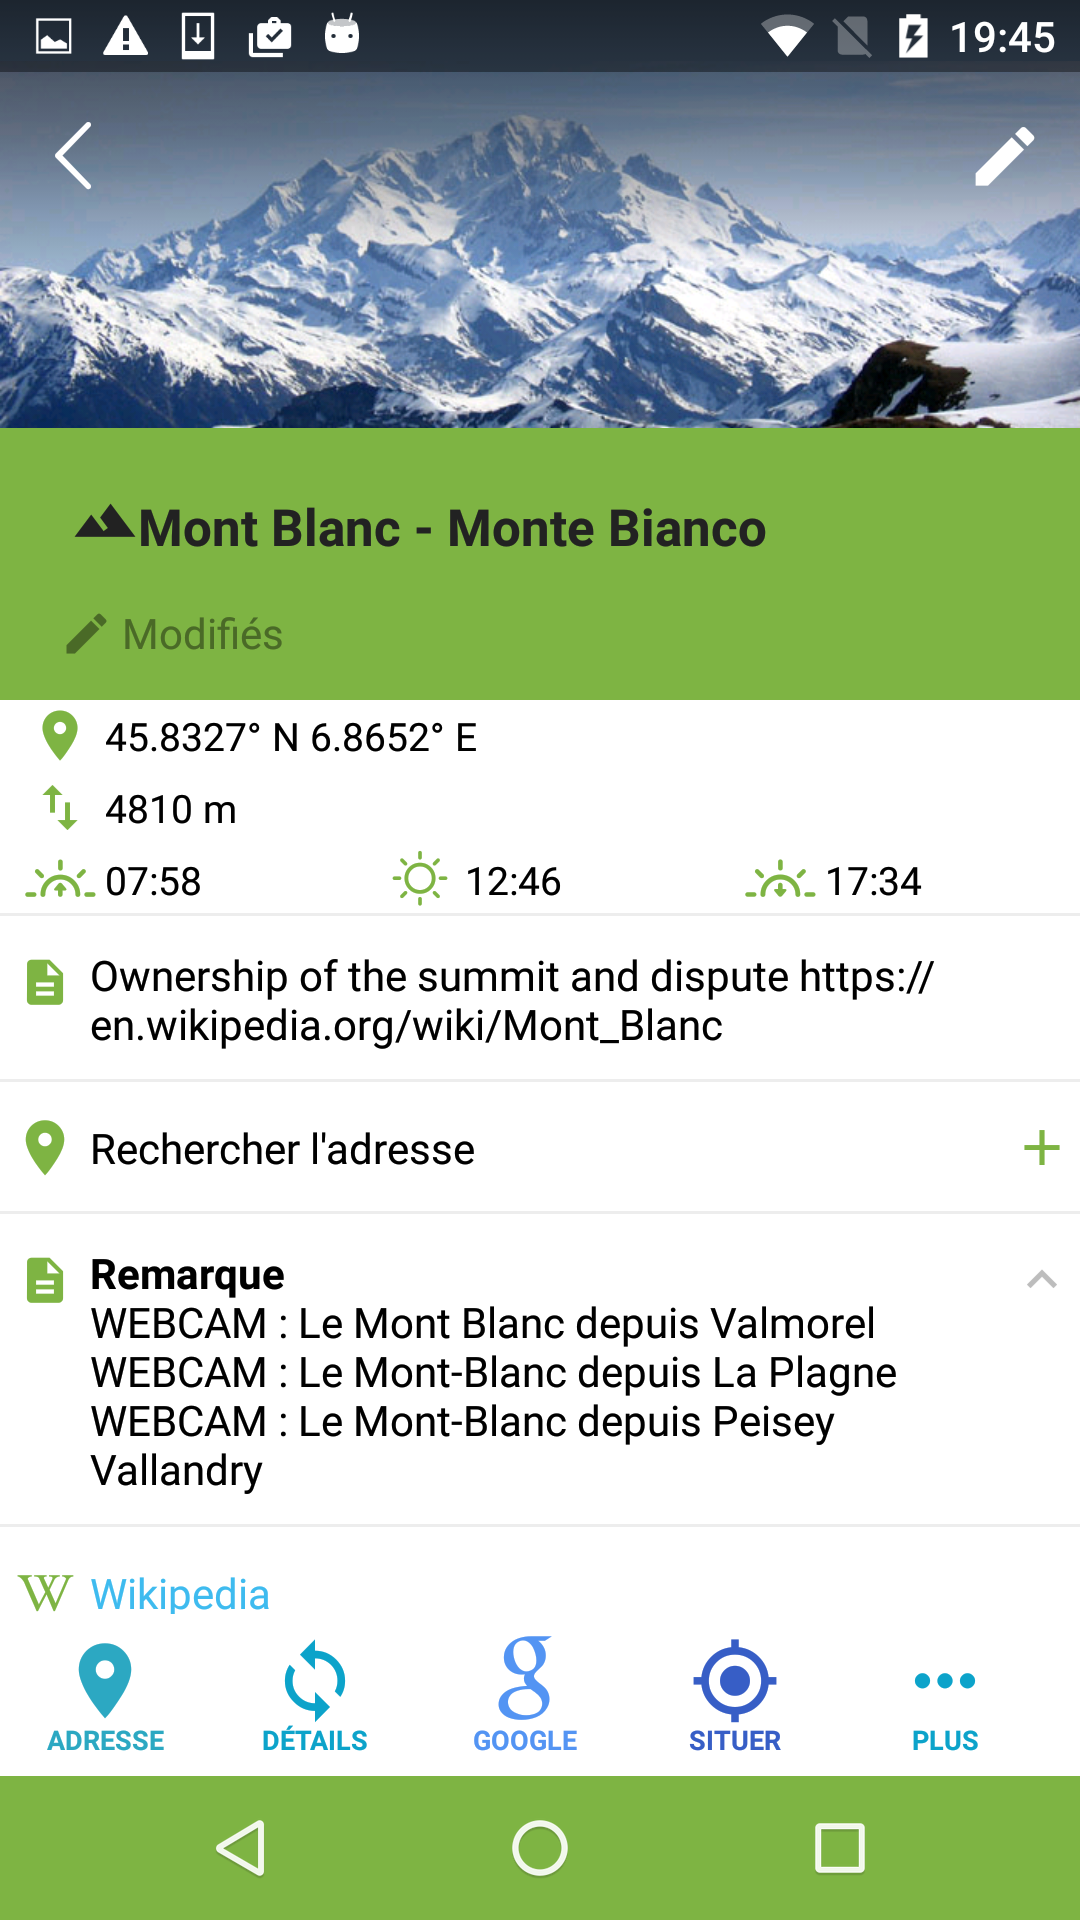 19:45
Mont Blanc - Monte Bianco
Modifiés
45.8327° N 6.8652° E
4810 m
07:58 12:46 17:34
Ownership of the summit and dispute https://
en.wikipedia.org/wiki/Mont_Blanc
Rechercher l'adresse
Remarque
WEBCAM : Le Mont Blanc depuis Valmorel
WEBCAM : Le Mont-Blanc depuis La Plagne
WEBCAM : Le Mont-Blanc depuis Peisey
Vallandry
W Wikipedia
g
ADRESSE DÉTAILS GOOGLE SITUER PLUS